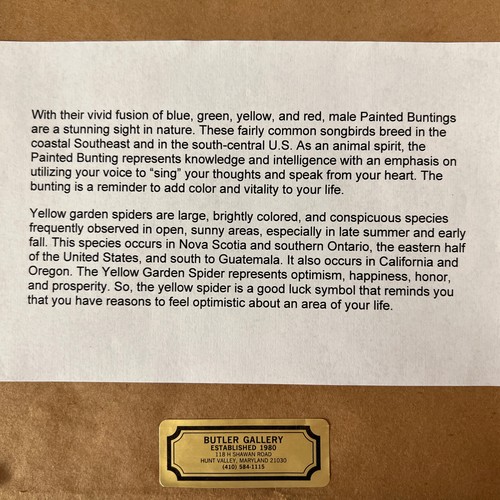 With their vivid fusion of blue, green, yellow, and red, male Painted Buntings
are a stunning sight in nature. These fairly common songbirds breed in the
coastal Southeast and in the south-central U.S. As an animal spirit, the
Painted Bunting represents knowledge and intelligence with an emphasis on
utilizing your voice to “sing” your thoughts and speak from your heart. The
bunting is a reminder to add color and vitality to your life.
Yellow garden spiders are large, brightly colored, and conspicuous species
frequently observed in open, sunny areas, especially in late summer and early
fall. This species occurs in Nova Scotia and southern Ontario, the eastern half
of the United States, and south to Guatemala. It also occurs in California and
Oregon. The Yellow Garden Spider represents optimism, happiness, honor,
and prosperity. So, the yellow spider is a good luck symbol that reminds you
that you have reasons to feel optimistic about an area of your life.
BUTLER GALLERY
ESTABLISHED 1980
118 H SHAWAN ROAD
HUNT VALLEY, MARYLAND 21030
(410) 584-1115